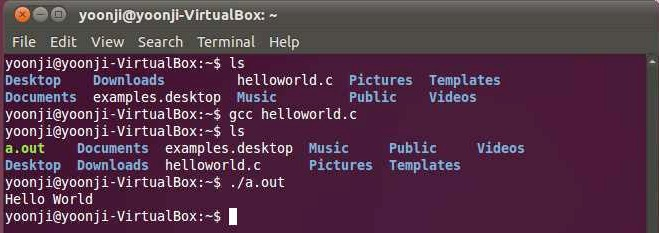 yoonji@yoonji-VirtualBox: ~
File Edit View Search Terminal Help
yoonji@yoonji-VirtualBox:~$ ls
Desktop    Downloads         helloworld.c  Pictures  Templates
Documents  examples.desktop  Music         Public    Videos
yoonji@yoonji-VirtualBox:~$ gcc helloworld.c
yoonji@yoonji-VirtualBox:~$ ls
a.out    Documents  examples.desktop  Music     Public     Videos
Desktop  Downloads  helloworld.c      Pictures  Templates
yoonji@yoonji-VirtualBox:~$ ./a.out
Hello World
yoonji@yoonji-VirtualBox:~$